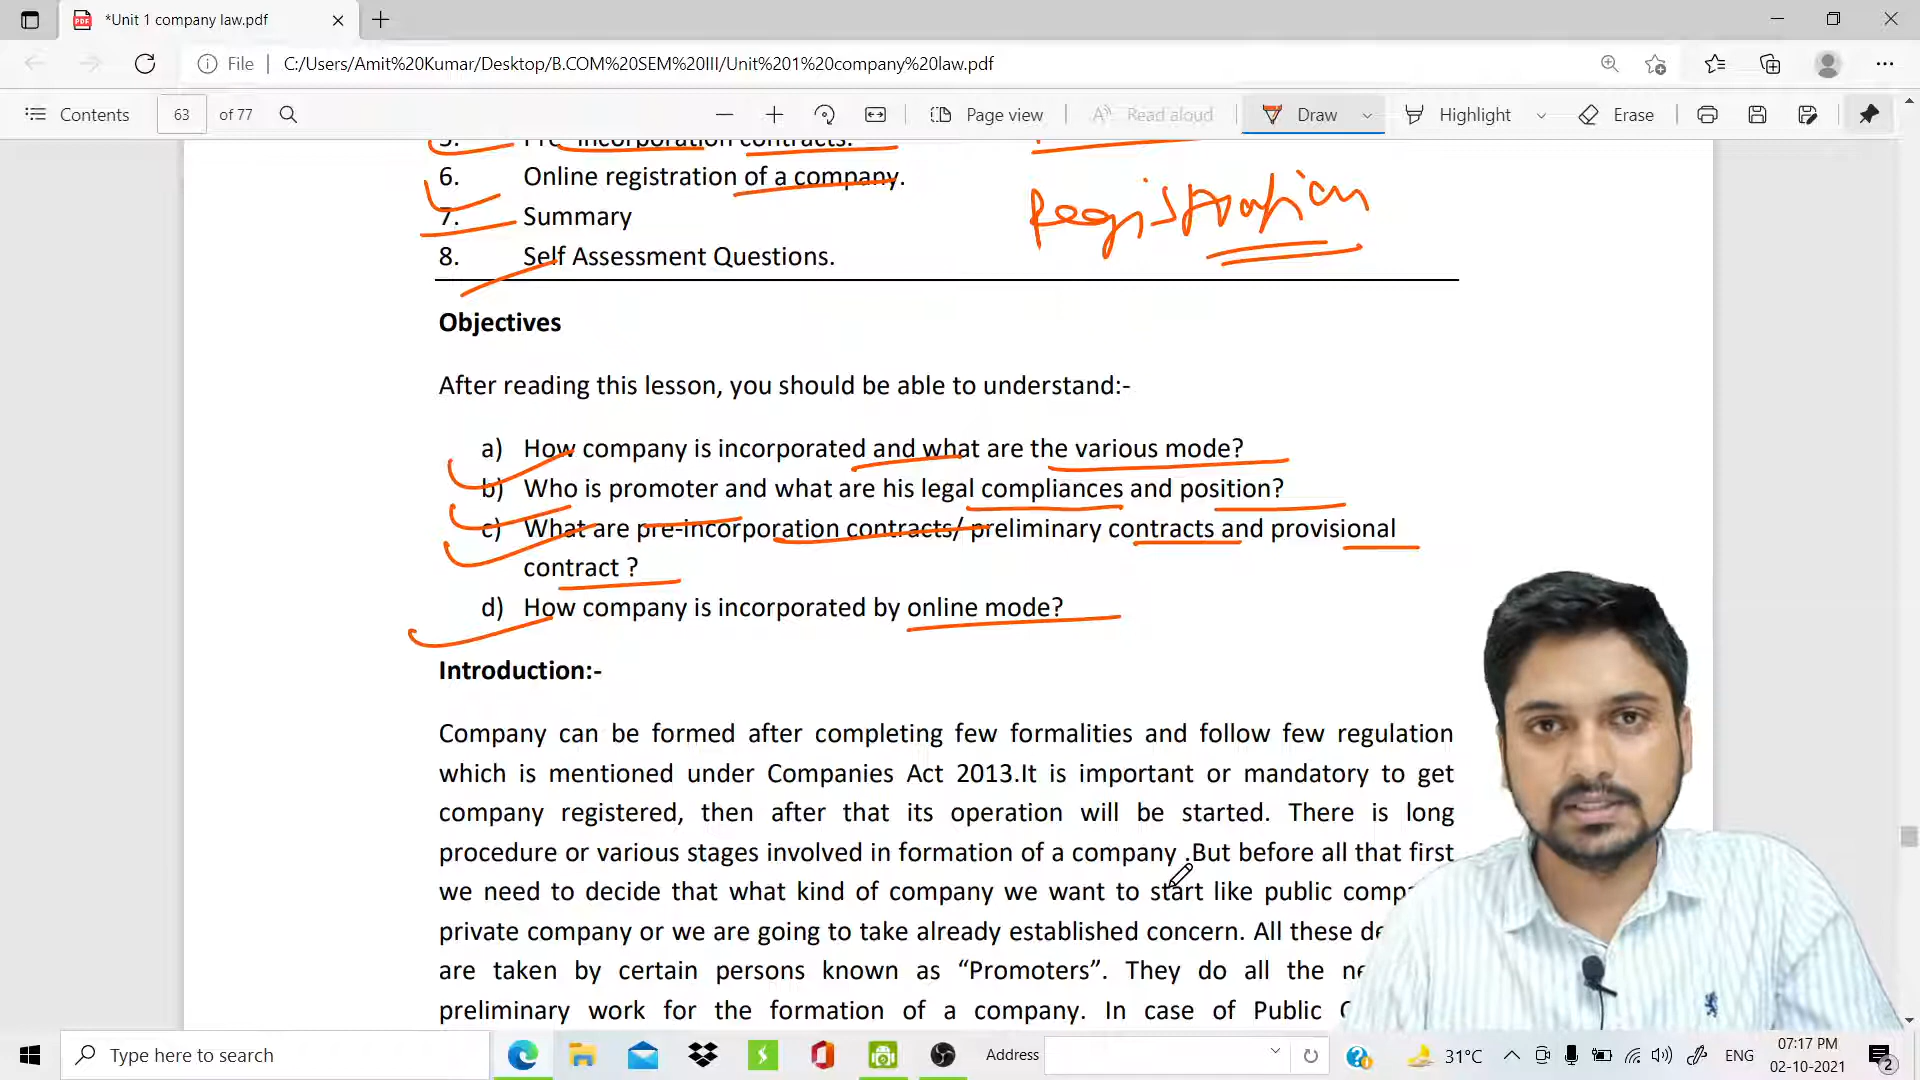 *Unit 1 company law.pdf
File
C:/Users/Amit%20Kumar/Desktop/B.COM%20SEM%20III/Unit%201%20company%20law.pdf
Contents
63 of 77
Page view
Read aloud
Draw
Highlight
Erase
5. Pre-incorporation contracts.
6. Online registration of a company.
7. Summary
8. Self Assessment Questions.
Registration
Objectives
After reading this lesson, you should be able to understand:-
a) How company is incorporated and what are the various mode?
b) Who is promoter and what are his legal compliances and position?
c) What are pre-incorporation contracts/ preliminary contracts and provisional
contract ?
d) How company is incorporated by online mode?
Introduction:-
Company can be formed after completing few formalities and follow few regulation
which is mentioned under Companies Act 2013.It is important or mandatory to get
company registered, then after that its operation will be started. There is long
procedure or various stages involved in formation of a company .But before all that first
we need to decide that what kind of company we want to start like public
private company or we are going to take already established concern. All these
are taken by certain persons known as “Promoters”. They do all the
preliminary work for the formation of a company. In case of Public
Type here to search
Address
31°C
ENG
07:17 PM
02-10-2021
2